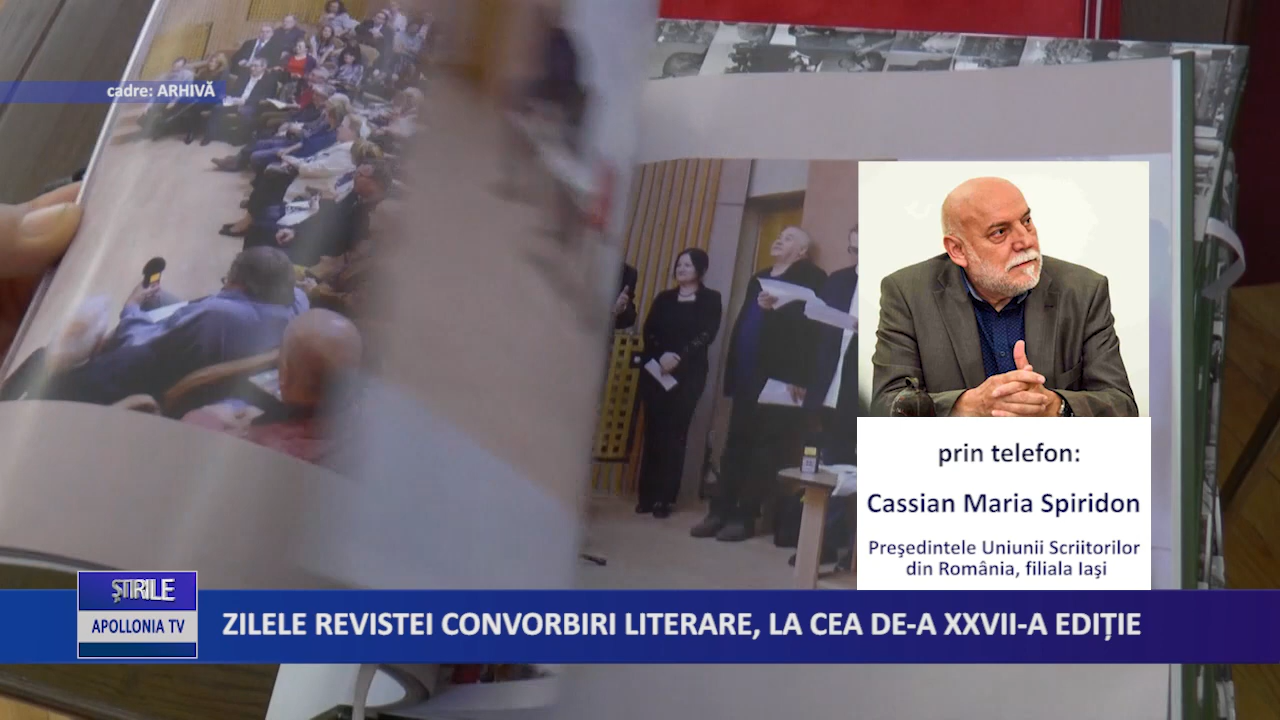 cadre: ARHIVĂ
prin telefon:
Cassian Maria Spiridon
Președintele Uniunii Scriitorilor
din România, filiala Iași
ȘTIRILE
APOLLONIA TV
ZILELE REVISTEI CONVORBIRI LITERARE, LA CEA DE-A XXVII-A EDIȚIE